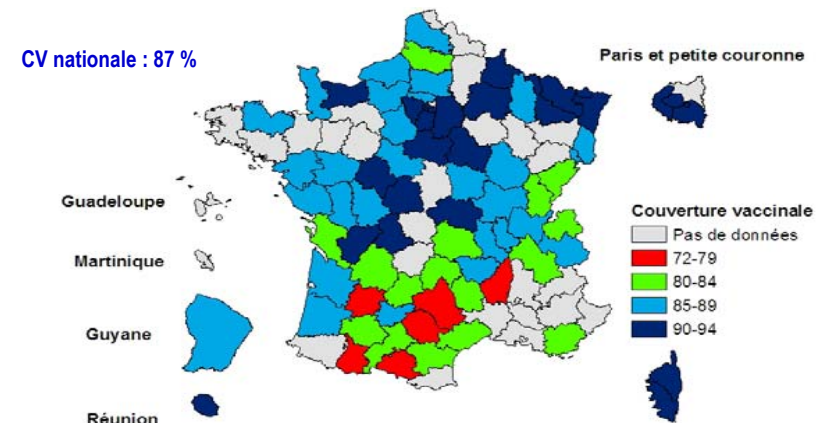 CV nationale : 87 %
Paris et petite couronne
Guadeloupe
Martinique
Guyane
Réunion
Couverture vaccinale
Pas de données
72-79
80-84
85-89
90-94